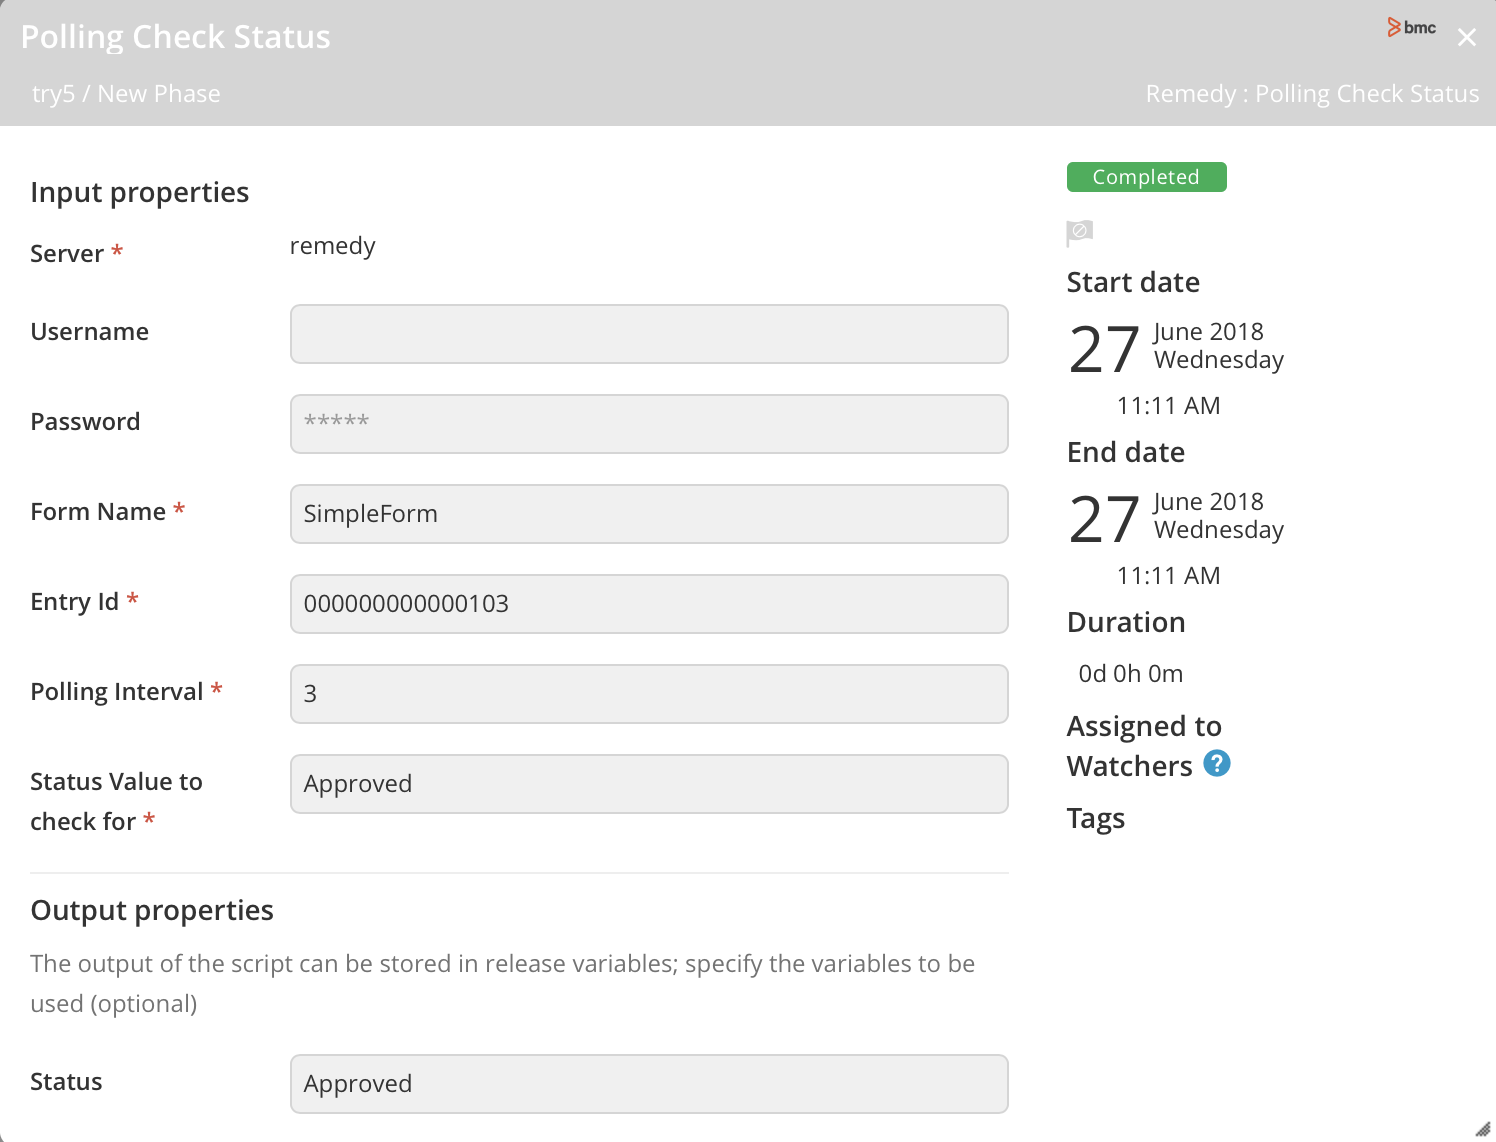 Polling Check Status
bmc
try5 / New Phase
Remedy : Polling Check Status
Input properties
Server *
remedy
Username
Password
*****
Form Name *
SimpleForm
Entry Id *
000000000000103
Polling Interval *
3
Status Value to
check for *
Approved
Output properties
The output of the script can be stored in release variables; specify the variables to be
used (optional)
Status
Approved
Completed
Start date
27
June 2018
Wednesday
11:11 AM
End date
27
June 2018
Wednesday
11:11 AM
Duration
0d 0h 0m
Assigned to
Watchers ?
Tags